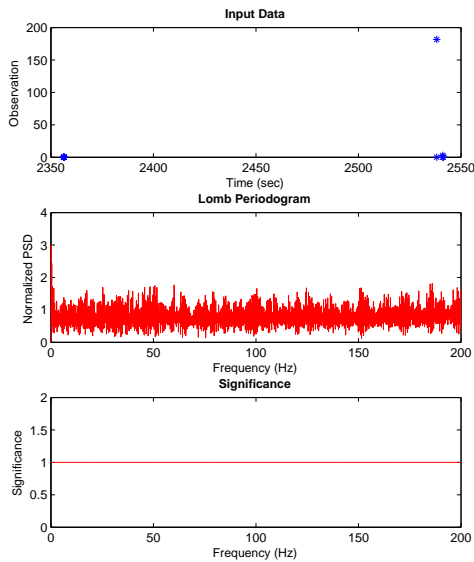 Input Data
200
150
100
50
0
Observation
2350 2400 2450 2500 2550
Time (sec)
Lomb Periodogram
4
3
2
1
0
Normalized PSD
0 50 100 150 200
Frequency (Hz)
Significance
2
1.5
1
0.5
0
Significance
0 50 100 150 200
Frequency (Hz)